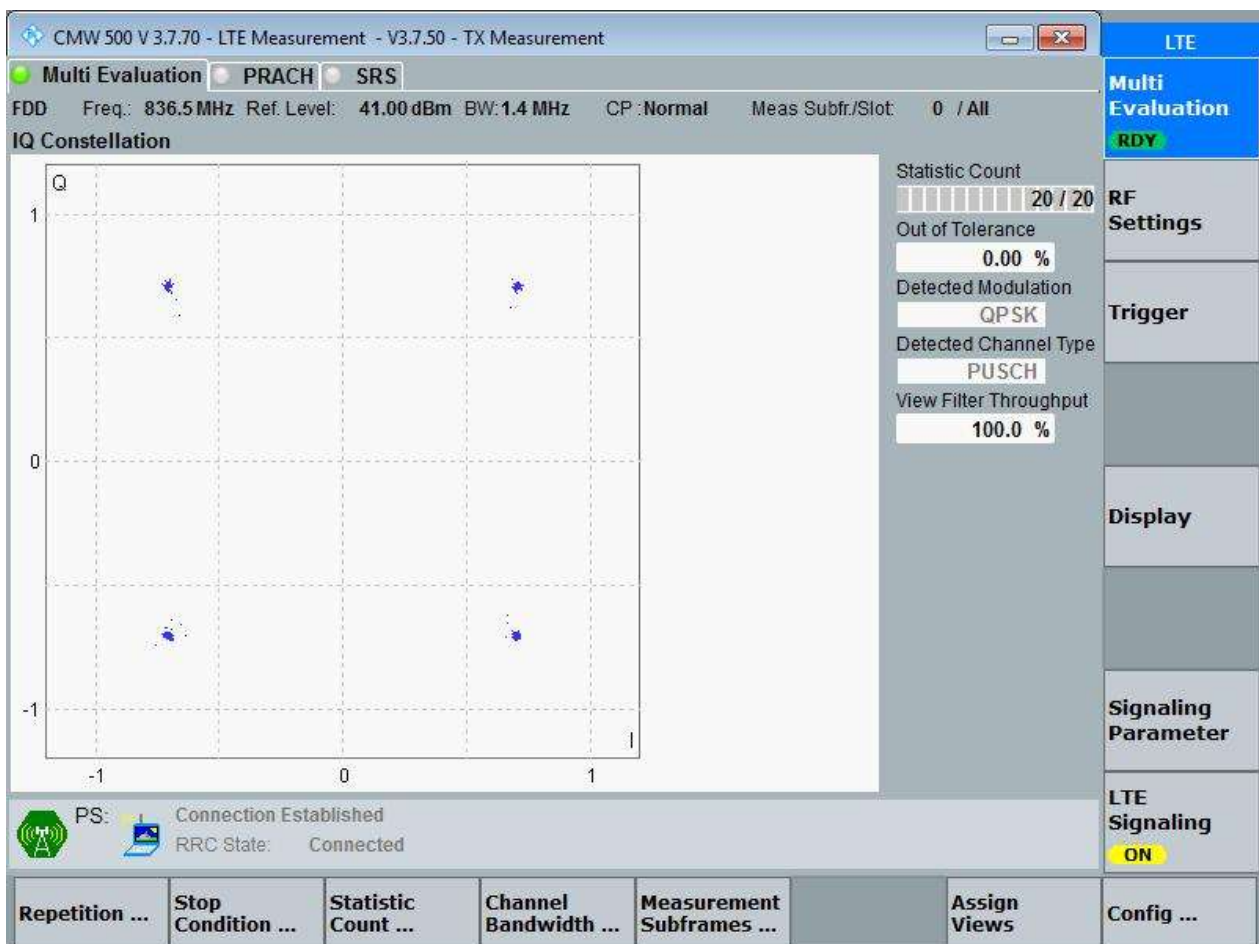 CMW 500 V 3.7.70 - LTE Measurement - V3.7.50 - TX Measurement
LTE
Multi Evaluation PRACH SRS
FDD Freq.: 836.5 MHz Ref. Level: 41.00 dBm BW: 1.4 MHz CP : Normal Meas Subfr./Slot: 0 / All
IQ Constellation
Q
1
0
-1
I
-1 0 1
Statistic Count
20 / 20
Out of Tolerance
0.00 %
Detected Modulation
QPSK
Detected Channel Type
PUSCH
View Filter Throughput
100.0 %
Multi
Evaluation
RDY
RF
Settings
Trigger
Display
Signaling
Parameter
LTE
Signaling
ON
PS: Connection Established
RRC State: Connected
Repetition ...
Stop
Condition ...
Statistic
Count ...
Channel
Bandwidth ...
Measurement
Subframes ...
Assign
Views
Config ...